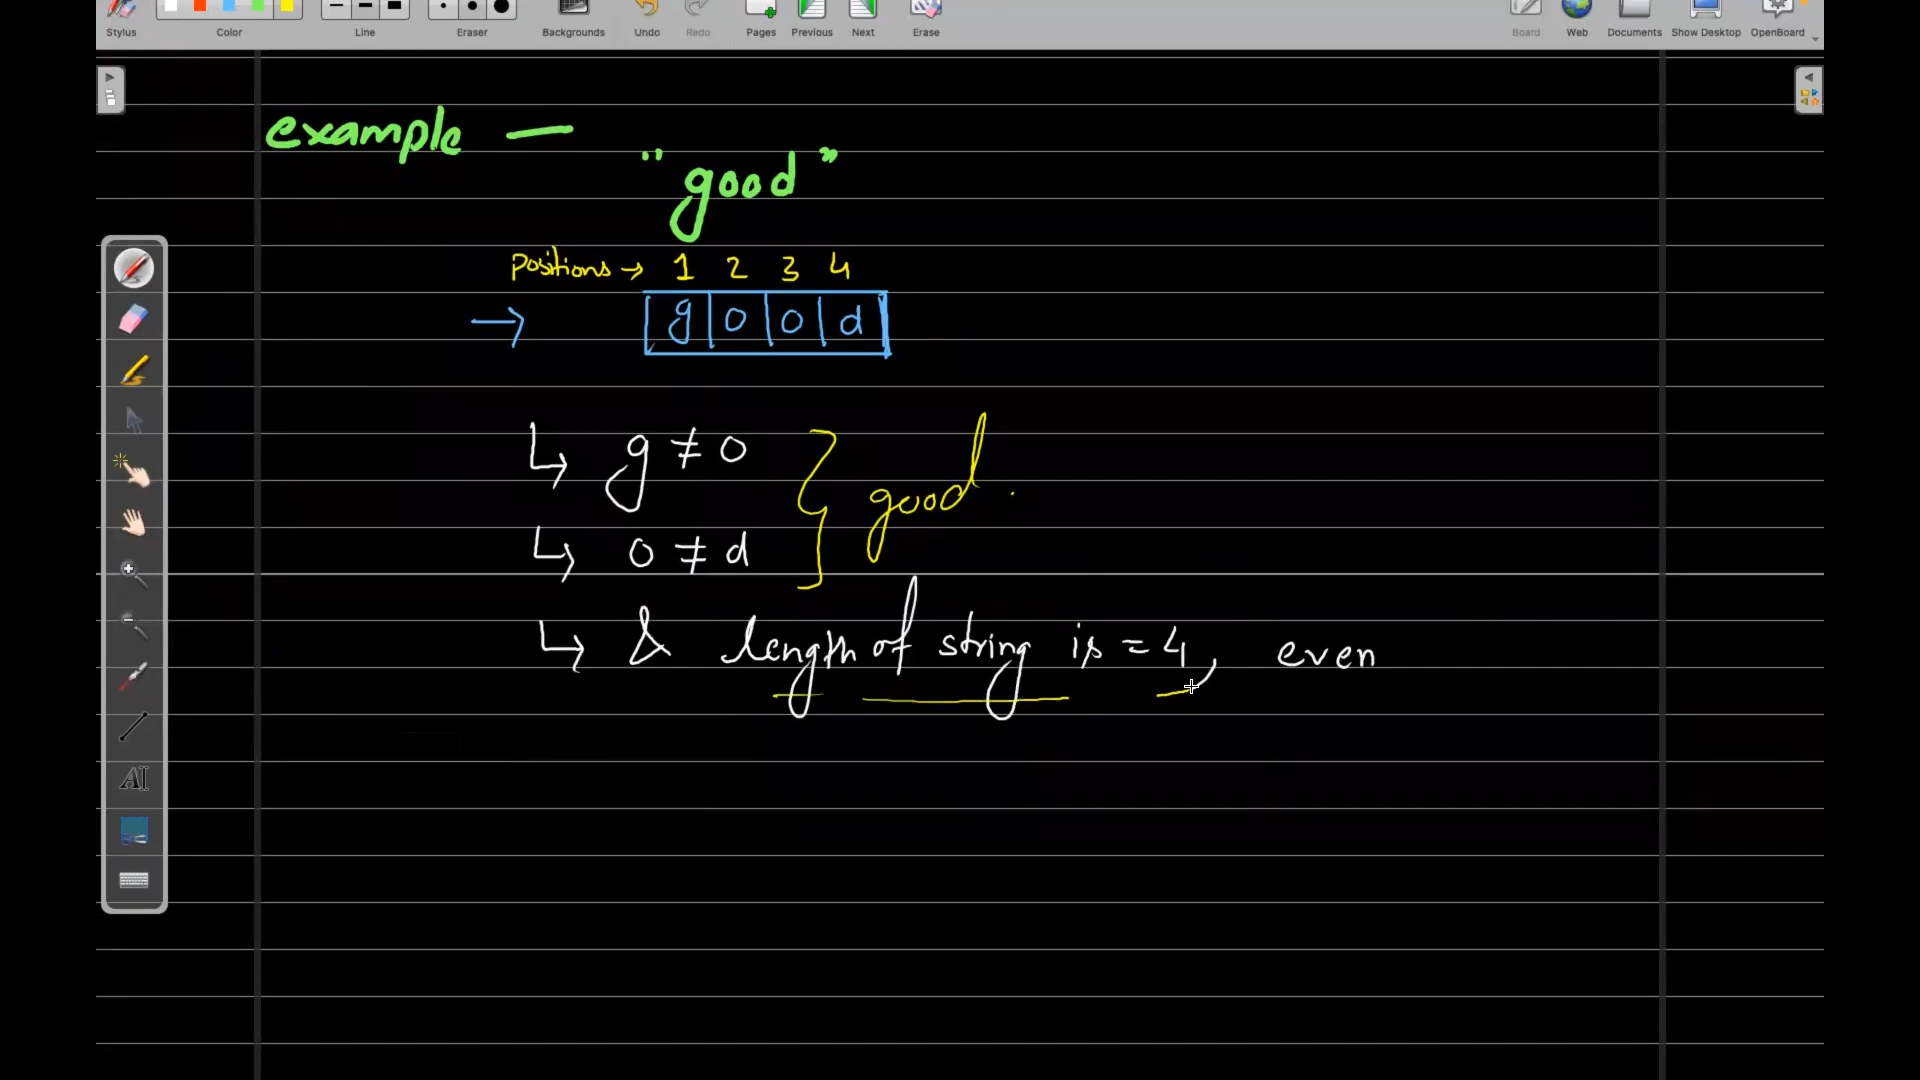 Stylus Color Line Eraser Backgrounds Undo Redo Pages Previous Next Erase Board Web Documents Show Desktop OpenBoard
example —
"good"
positions → 1 2 3 4
→ g o o d
↳ g ≠ o
good.
↳ o ≠ d
↳ & length of string is = 4, even
AI